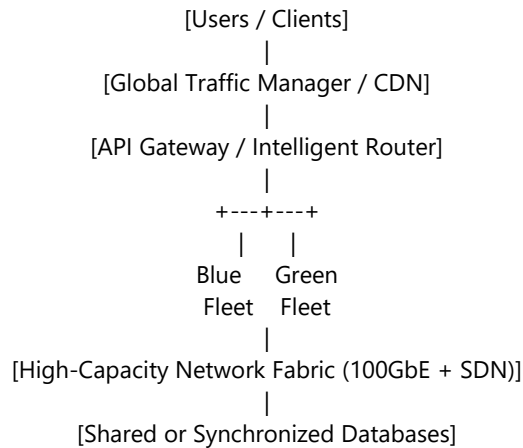 [Users / Clients]
|
[Global Traffic Manager / CDN]
|
[API Gateway / Intelligent Router]
|
+---+---+
| |
Blue Green
Fleet Fleet
|
[High-Capacity Network Fabric (100GbE + SDN)]
|
[Shared or Synchronized Databases]